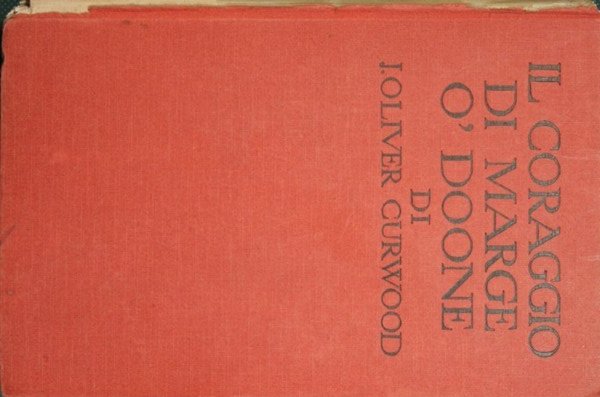 IL CORAGGIO
DI MARGE
O' DOONE
DI
J. OLIVER CURWOOD